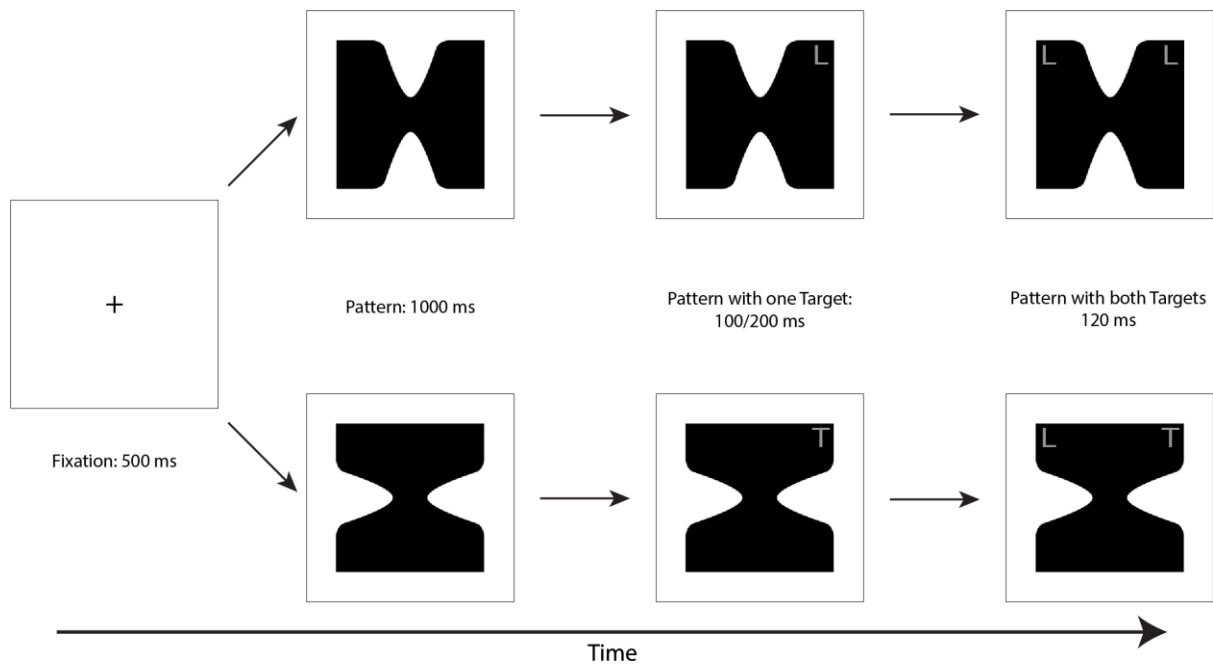 L
L
L
+
Pattern: 1000 ms
Pattern with one Target:
100/200 ms
Pattern with both Targets
120 ms
Fixation: 500 ms
T
L
T
Time